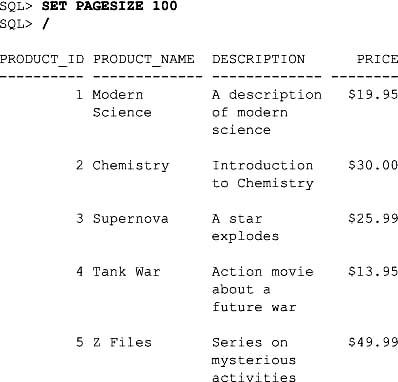 SQL> SET PAGESIZE 100
SQL> /
PRODUCT_ID PRODUCT_NAME DESCRIPTION PRICE
---------- ------------- ------------- --------
1 Modern A description $19.95
Science of modern
science
2 Chemistry Introduction $30.00
to Chemistry
3 Supernova A star $25.99
explodes
4 Tank War Action movie $13.95
about a
future war
5 Z Files Series on $49.99
mysterious
activities